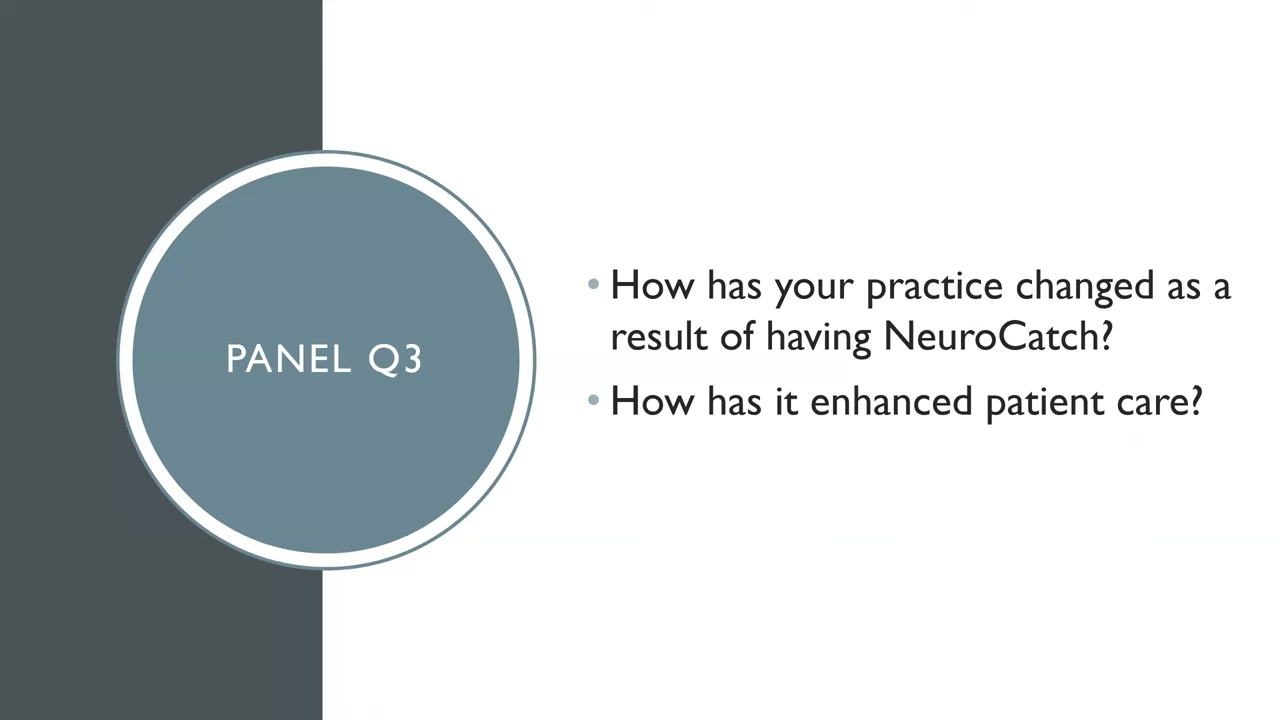 PANEL Q3
• How has your practice changed as a
result of having NeuroCatch?
• How has it enhanced patient care?